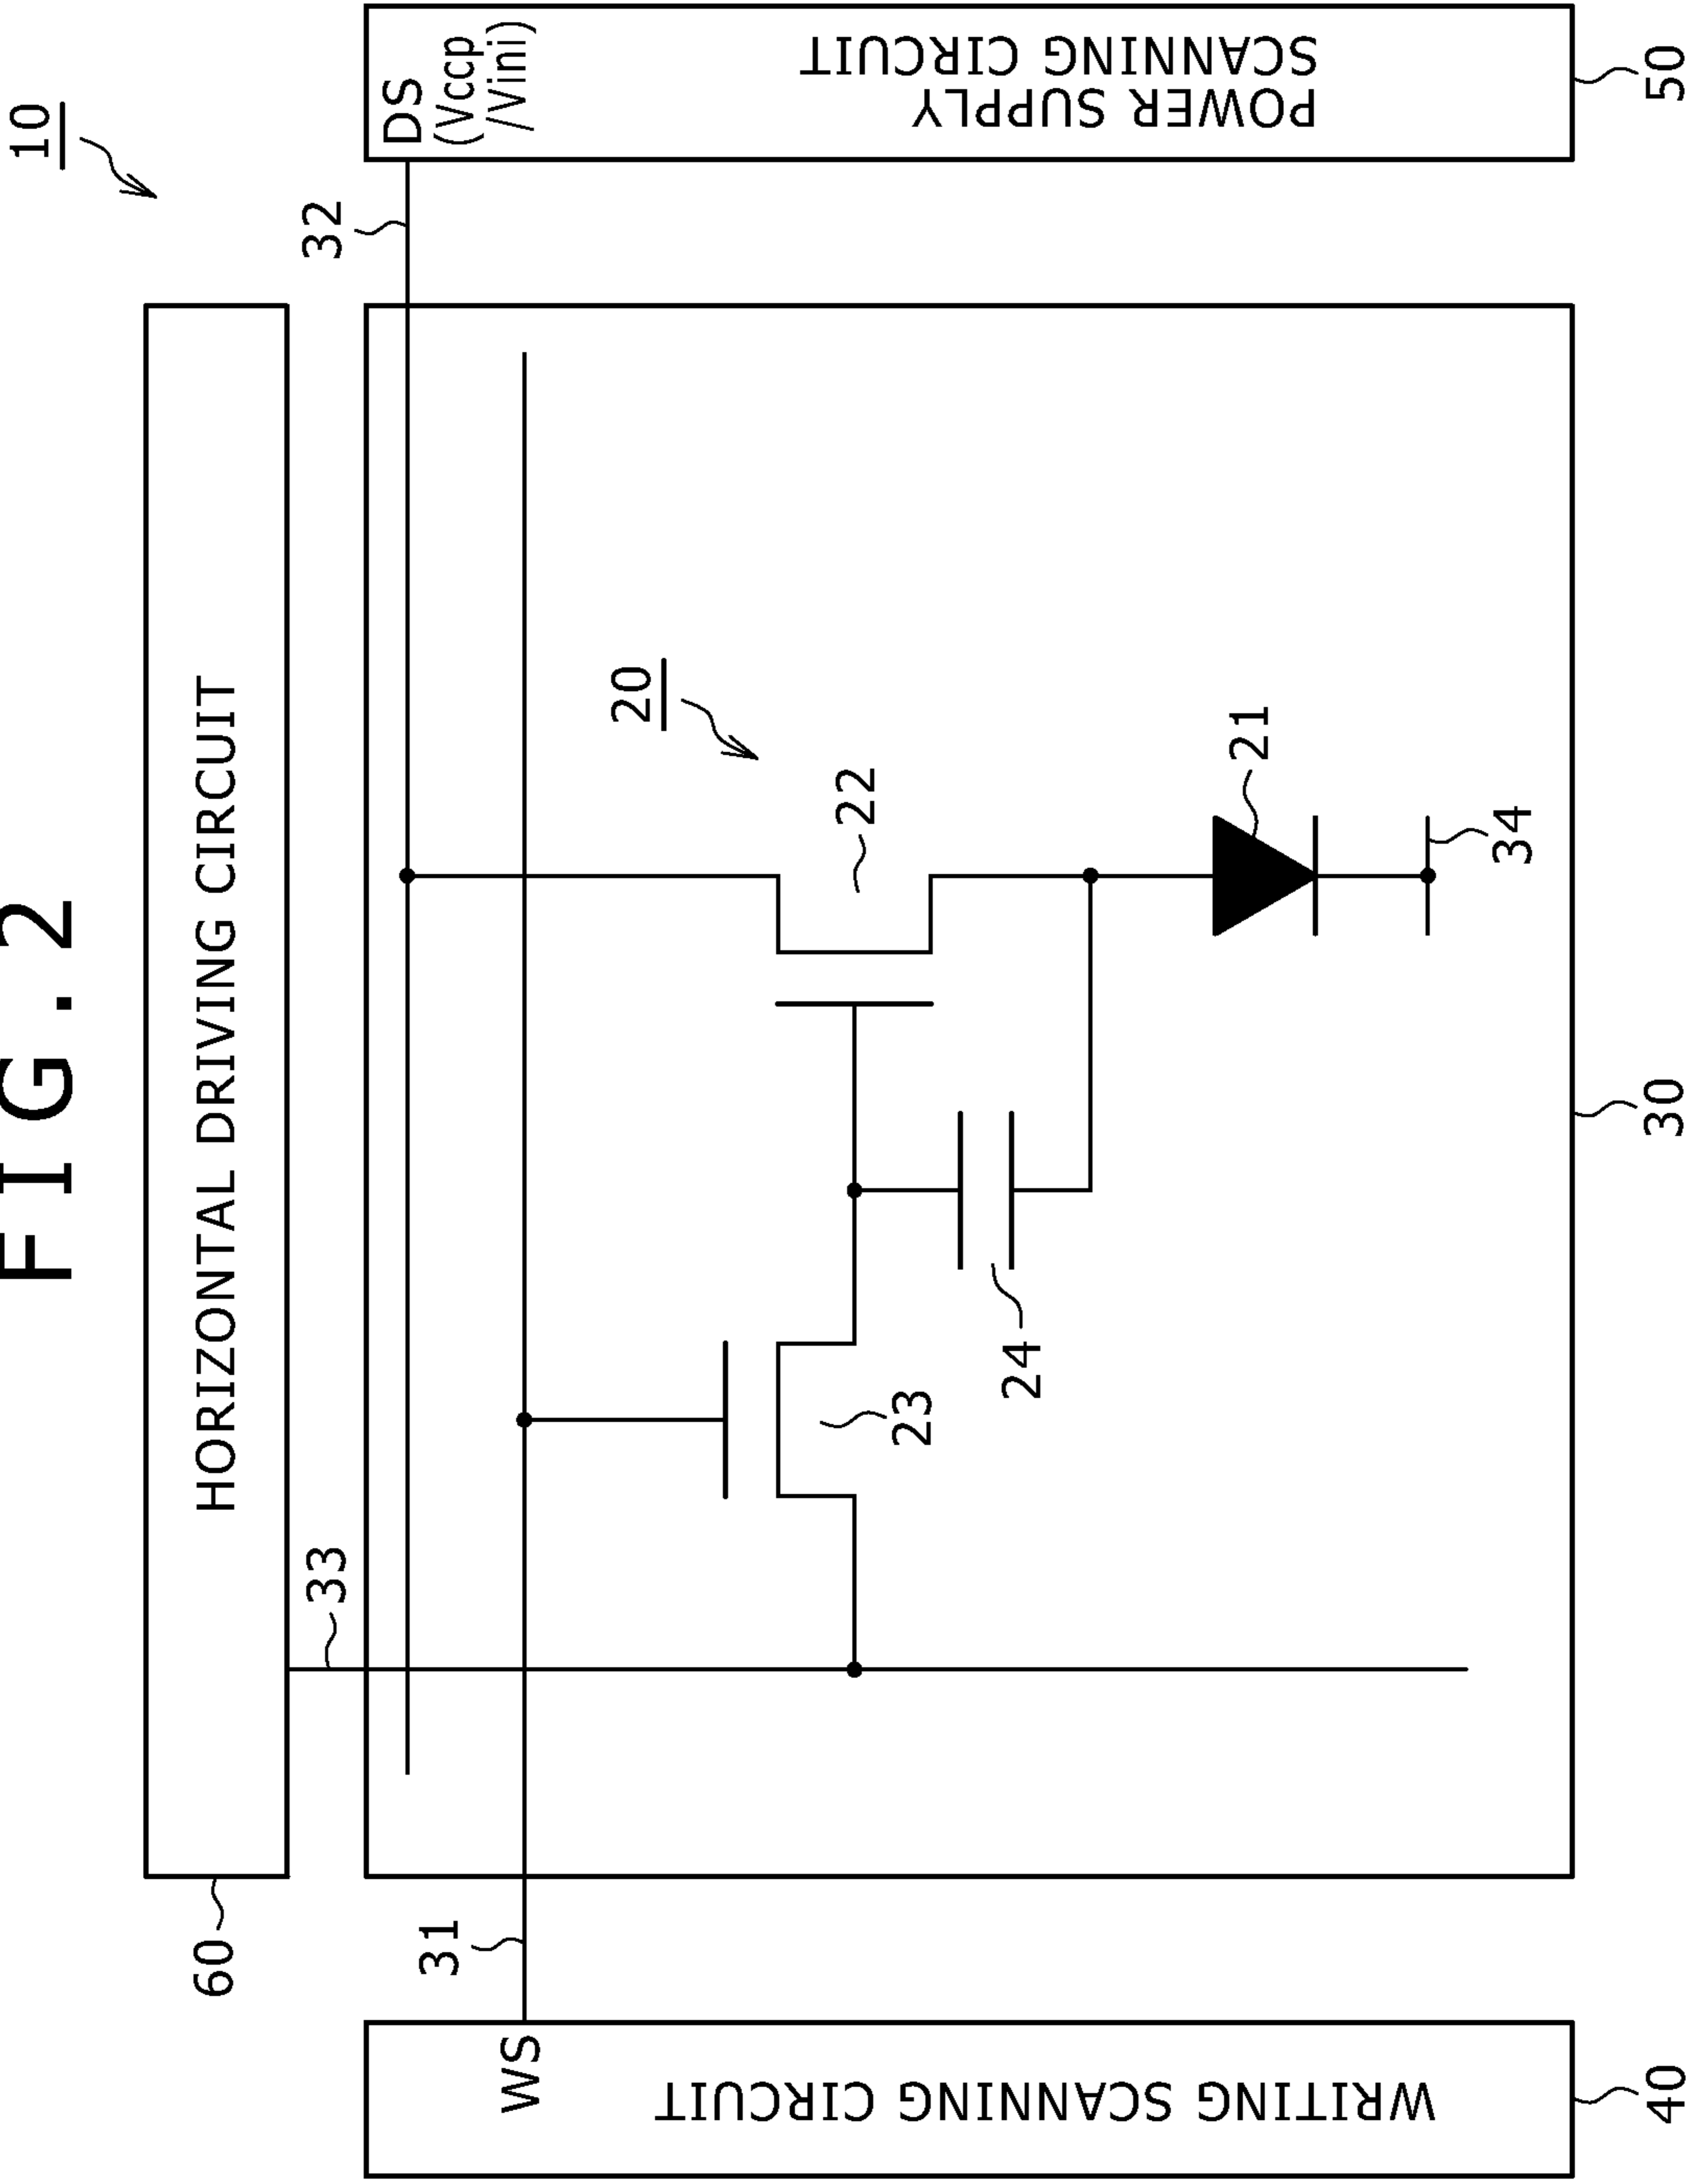 FIG.2
10
HORIZONTAL DRIVING CIRCUIT
60
33
32
31
WS
DS
(Vccp
/Vini)
20
22
23
24
21
34
WRITING SCANNING CIRCUIT
POWER SUPPLY
SCANNING CIRCUIT
40
30
50